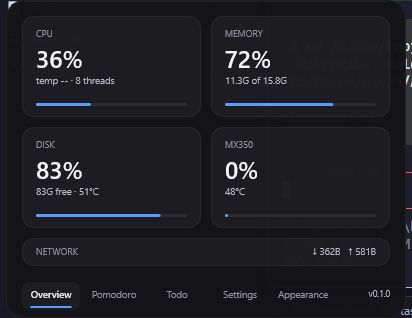 CPU
36%
temp -- · 8 threads
MEMORY
72%
11.3G of 15.8G
DISK
83%
83G free · 51°C
MX350
0%
48°C
NETWORK ↓ 362B ↑ 581B
Overview Pomodoro Todo Settings Appearance v0.1.0